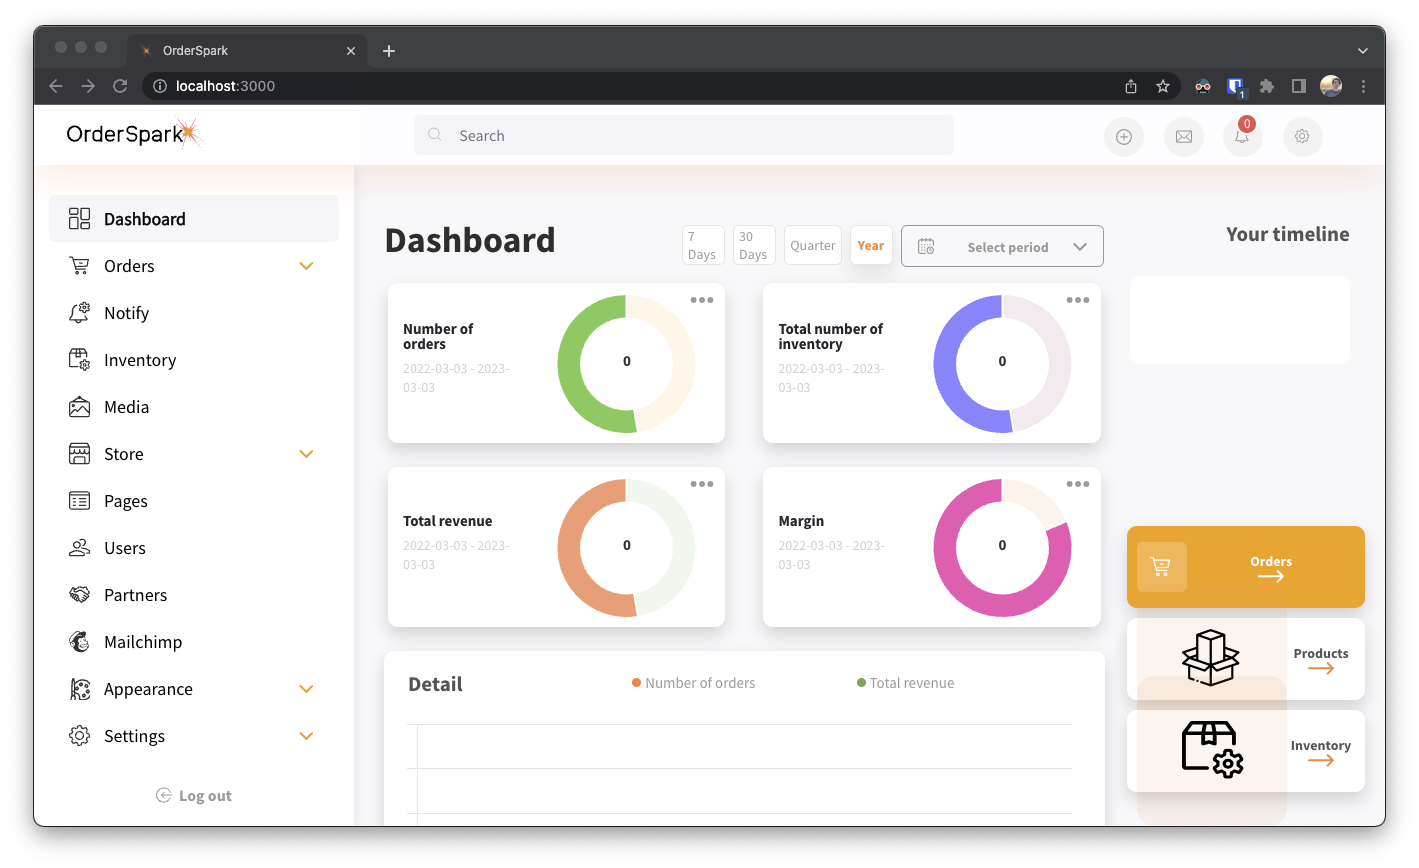 OrderSpark
localhost:3000
1
OrderSpark
Search
0
Dashboard
Orders
Notify
Inventory
Media
Store
Pages
Users
Partners
Mailchimp
Appearance
Settings
Log out
Dashboard
7
Days
30
Days
Quarter
Year
Select period
Your timeline
Number of
orders
2022-03-03 - 2023-
03-03
0
Total number of
inventory
2022-03-03 - 2023-
03-03
0
Total revenue
2022-03-03 - 2023-
03-03
0
Margin
2022-03-03 - 2023-
03-03
0
Detail
Number of orders
Total revenue
Orders
Products
Inventory